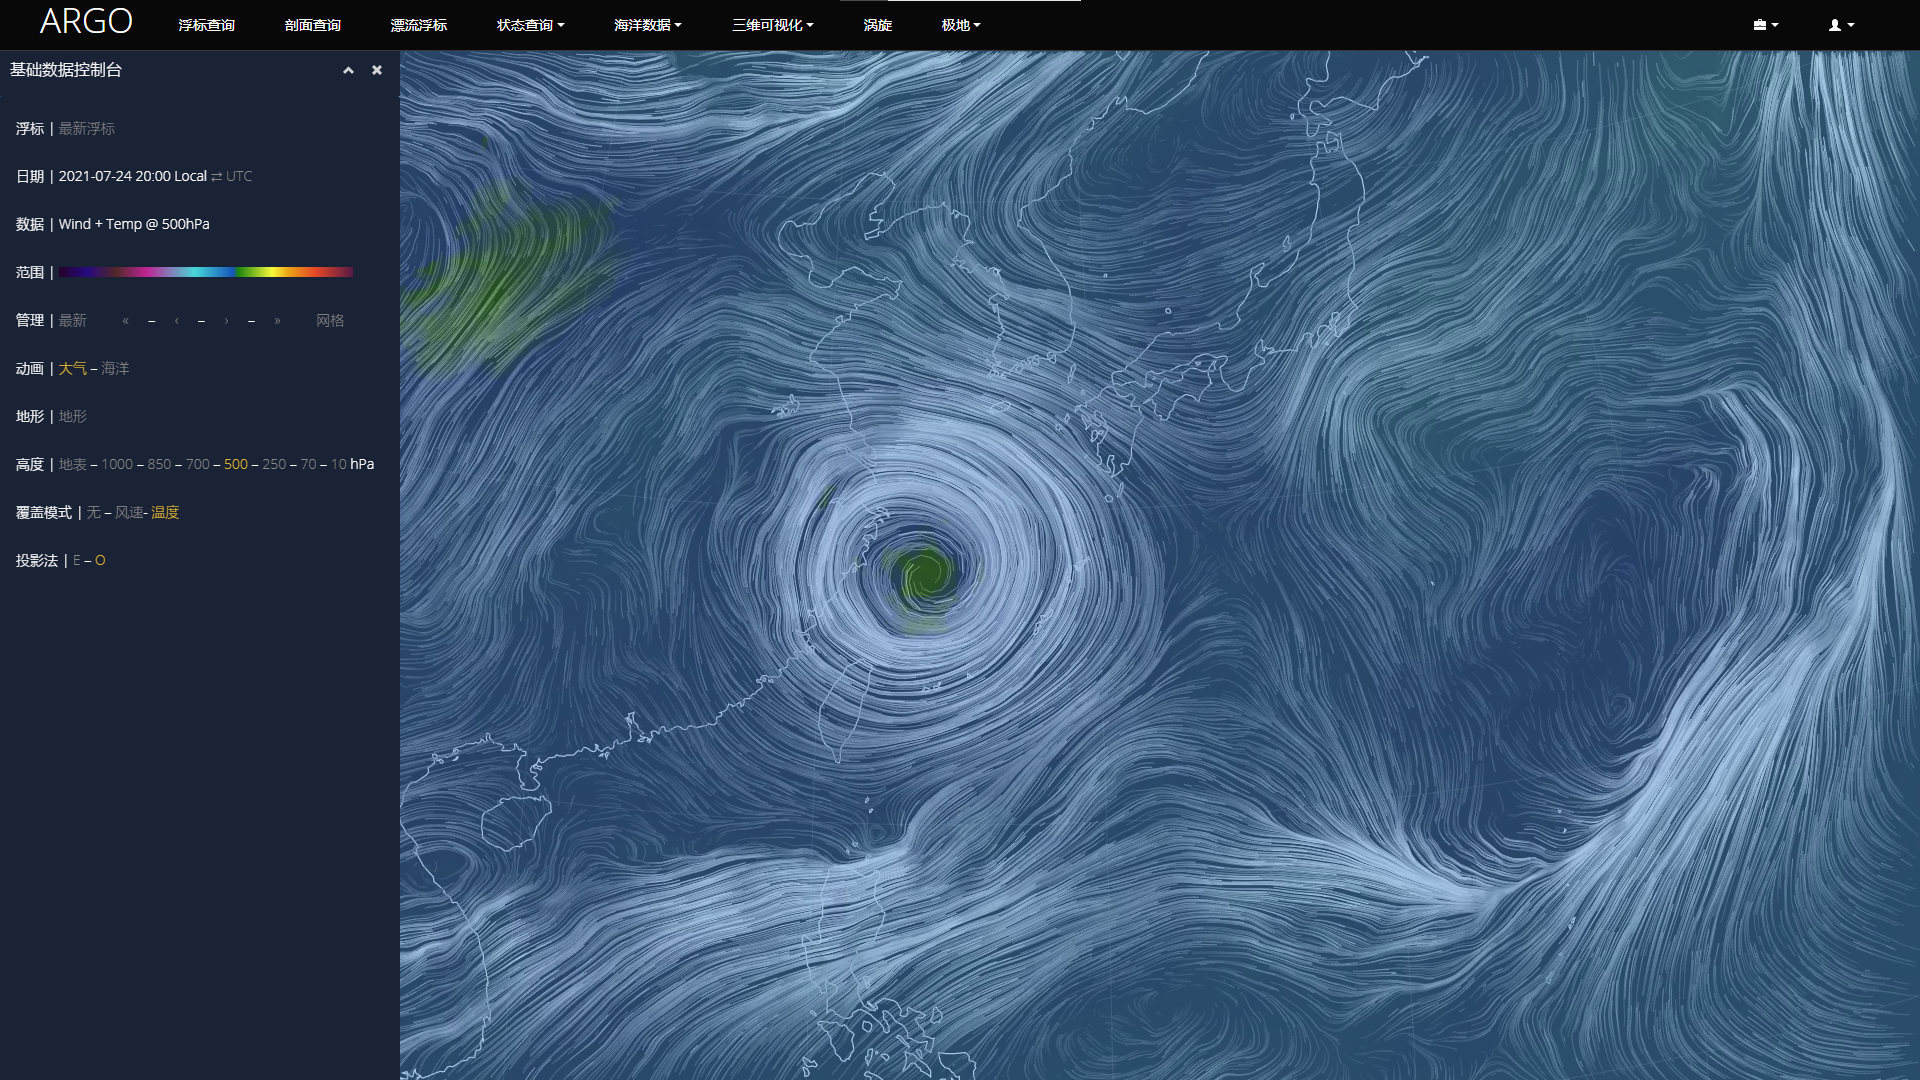 ARGO 浮标查询 剖面查询 漂流浮标 状态查询 海洋数据 三维可视化 涡旋 极地
基础数据控制台
浮标 | 最新浮标
日期 | 2021-07-24 20:00 Local ⇄ UTC
数据 | Wind + Temp @ 500hPa
范围 |
管理 | 最新 « – ‹ – › – » 网格
动画 | 大气 – 海洋
地形 | 地形
高度 | 地表 – 1000 – 850 – 700 – 500 – 250 – 70 – 10 hPa
覆盖模式 | 无 – 风速- 温度
投影法 | E – O